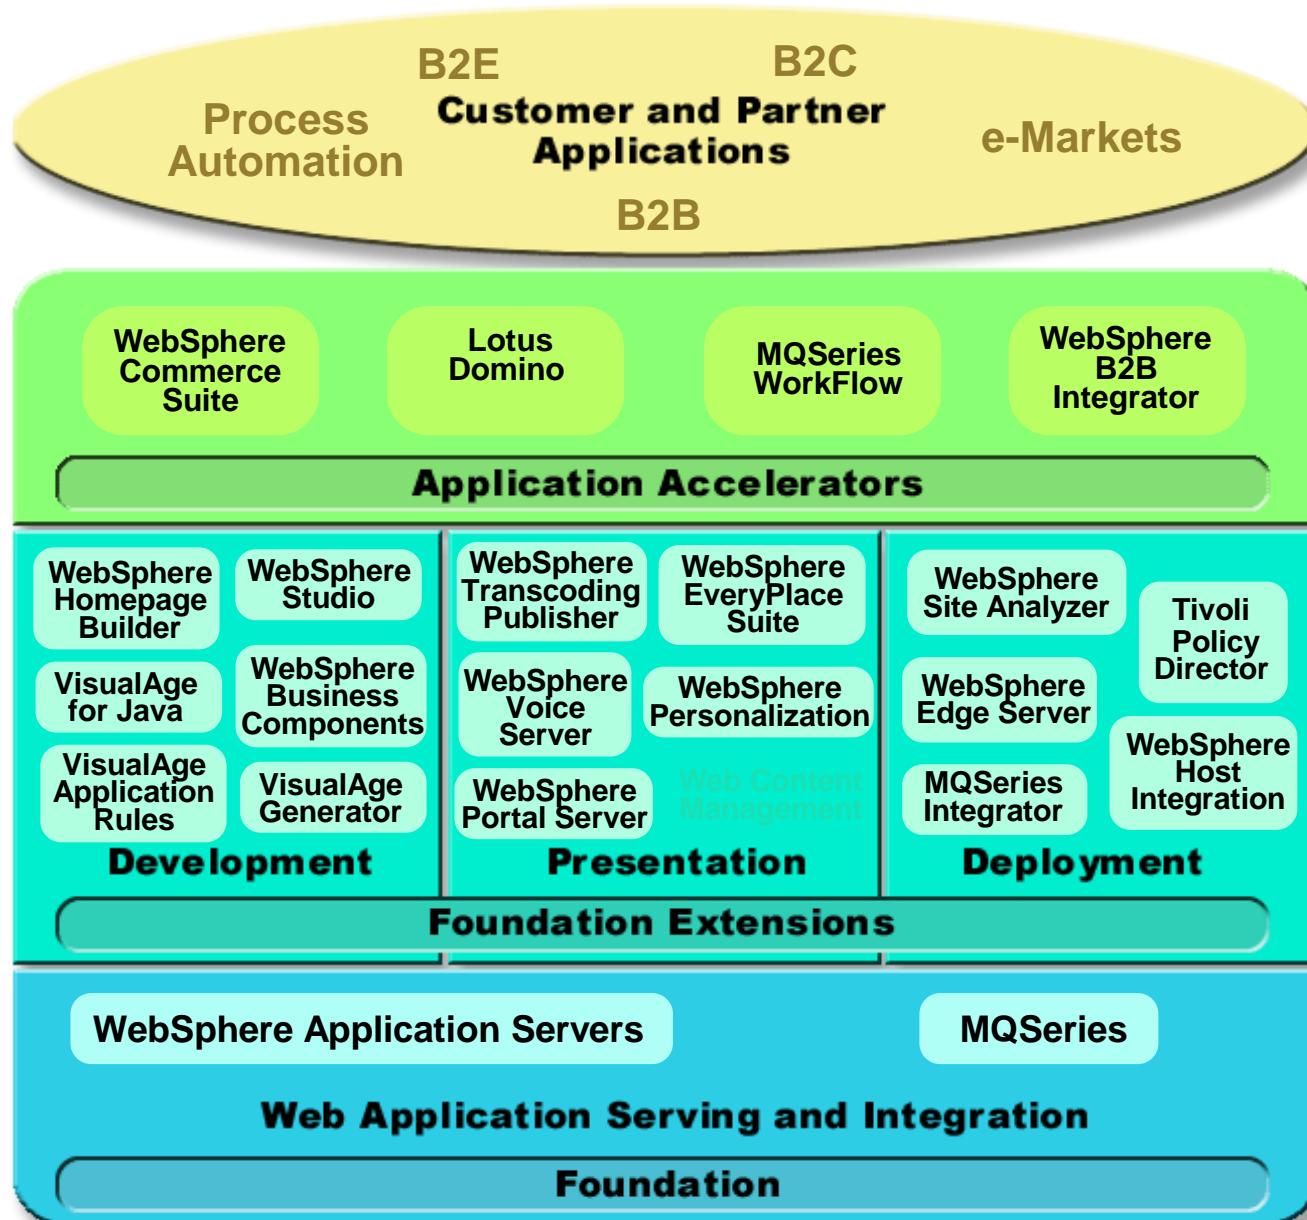 B2E
B2C
Customer and Partner
Applications
Process
Automation
e-Markets
B2B
WebSphere
Commerce
Suite
Lotus
Domino
MQSeries
WorkFlow
WebSphere
B2B
Integrator
Application Accelerators
WebSphere
Homepage
Builder
WebSphere
Studio
VisualAge
for Java
WebSphere
Business
Components
VisualAge
Application
Rules
VisualAge
Generator
Development
WebSphere
Transcoding
Publisher
WebSphere
EveryPlace
Suite
WebSphere
Voice
Server
WebSphere
Personalization
WebSphere
Portal Server
Web Content
Management
Presentation
WebSphere
Site Analyzer
Tivoli
Policy
Director
WebSphere
Edge Server
WebSphere
Host
Integration
MQSeries
Integrator
Deployment
Foundation Extensions
WebSphere Application Servers
MQSeries
Web Application Serving and Integration
Foundation